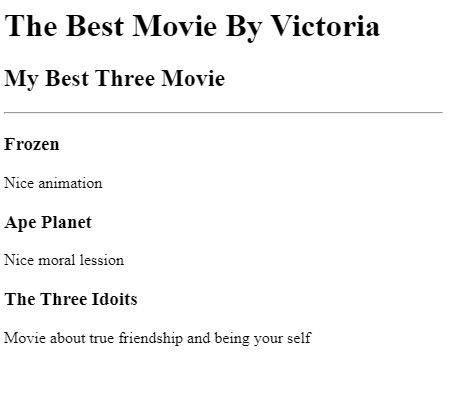 The Best Movie By Victoria
My Best Three Movie
Frozen
Nice animation
Ape Planet
Nice moral lession
The Three Idoits
Movie about true friendship and being your self